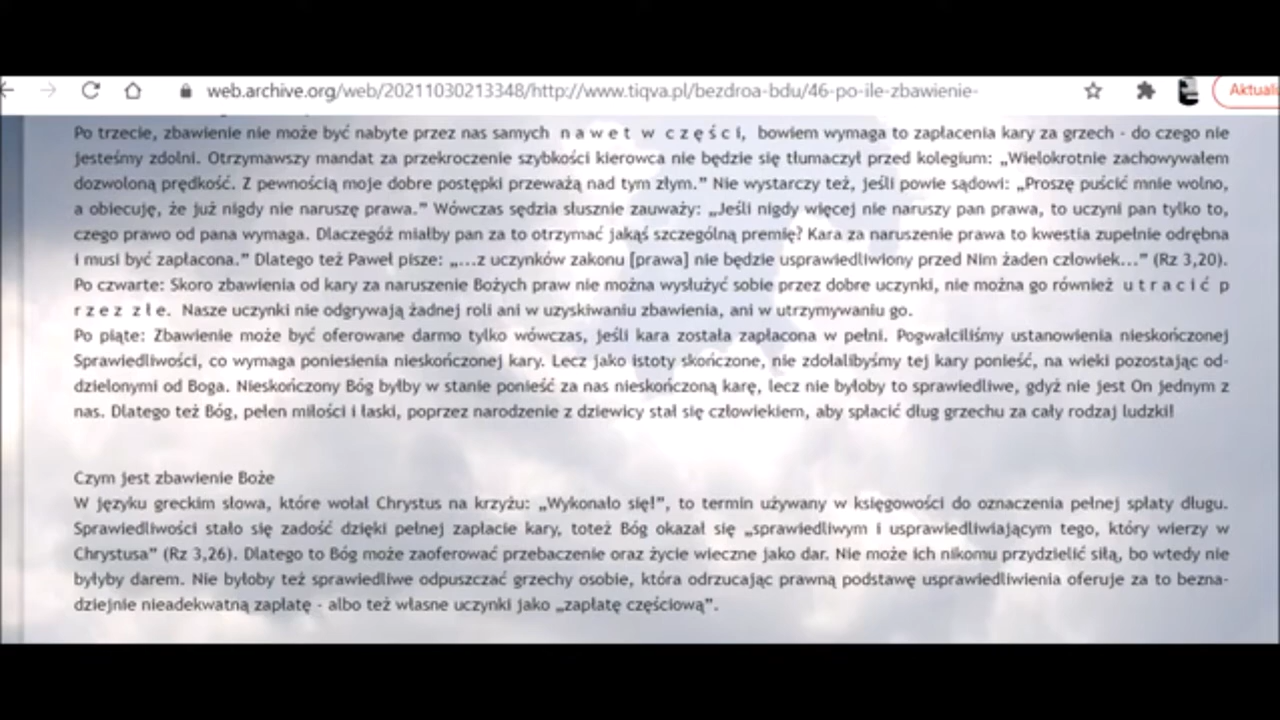 web.archive.org/web/20211030213348/http://www.tiqva.pl/bezdroa-bdu/46-po-ile-zbawienie-
Po trzecie, zbawienie nie może być nabyte przez nas samych n a w e t w c z ę ś c i, bowiem wymaga to zapłacenia kary za grzech - do czego nie
jesteśmy zdolni. Otrzymawszy mandat za przekroczenie szybkości kierowca nie będzie się tłumaczył przed kolegium: „Wielokrotnie zachowywałem
dozwoloną prędkość. Z pewnością moje dobre postępki przeważą nad tym złym.” Nie wystarczy też, jeśli powie sądowi: „Proszę puścić mnie wolno,
a obiecuję, że już nigdy nie naruszę prawa.” Wówczas sędzia słusznie zauważy: „Jeśli nigdy więcej nie naruszy pan prawa, to uczyni pan tylko to,
czego prawo od pana wymaga. Dlaczegóż miałby pan za to otrzymać jakąś szczególną premię? Kara za naruszenie prawa to kwestia zupełnie odrębna
i musi być zapłacona.” Dlatego też Paweł pisze: „...z uczynków zakonu [prawa] nie będzie usprawiedliwiony przed Nim żaden człowiek...” (Rz 3,20).
Po czwarte: Skoro zbawienia od kary za naruszenie Bożych praw nie można wysłużyć sobie przez dobre uczynki, nie można go również u t r a c i ć p
r z e z z ł e. Nasze uczynki nie odgrywają żadnej roli ani w uzyskiwaniu zbawienia, ani w utrzymywaniu go.
Po piąte: Zbawienie może być oferowane darmo tylko wówczas, jeśli kara została zapłacona w pełni. Pogwałciliśmy ustanowienia nieskończonej
Sprawiedliwości, co wymaga poniesienia nieskończonej kary. Lecz jako istoty skończone, nie zdołalibyśmy tej kary ponieść, na wieki pozostając od-
dzielonymi od Boga. Nieskończony Bóg byłby w stanie ponieść za nas nieskończoną karę, lecz nie byłoby to sprawiedliwe, gdyż nie jest On jednym z
nas. Dlatego też Bóg, pełen miłości i łaski, poprzez narodzenie z dziewicy stał się człowiekiem, aby spłacić dług grzechu za cały rodzaj ludzki!
Czym jest zbawienie Boże
W języku greckim słowa, które wołał Chrystus na krzyżu: „Wykonało się!”, to termin używany w księgowości do oznaczenia pełnej spłaty długu.
Sprawiedliwości stało się zadość dzięki pełnej zapłacie kary, toteż Bóg okazał się „sprawiedliwym i usprawiedliwiającym tego, który wierzy w
Chrystusa” (Rz 3,26). Dlatego to Bóg może zaoferować przebaczenie oraz życie wieczne jako dar. Nie może ich nikomu przydzielić siłą, bo wtedy nie
byłyby darem. Nie byłoby też sprawiedliwe odpuszczać grzechy osobie, która odrzucając prawną podstawę usprawiedliwienia oferuje za to bezna-
dziejnie nieadekwatną zapłatę - albo też własne uczynki jako „zapłatę częściową”.